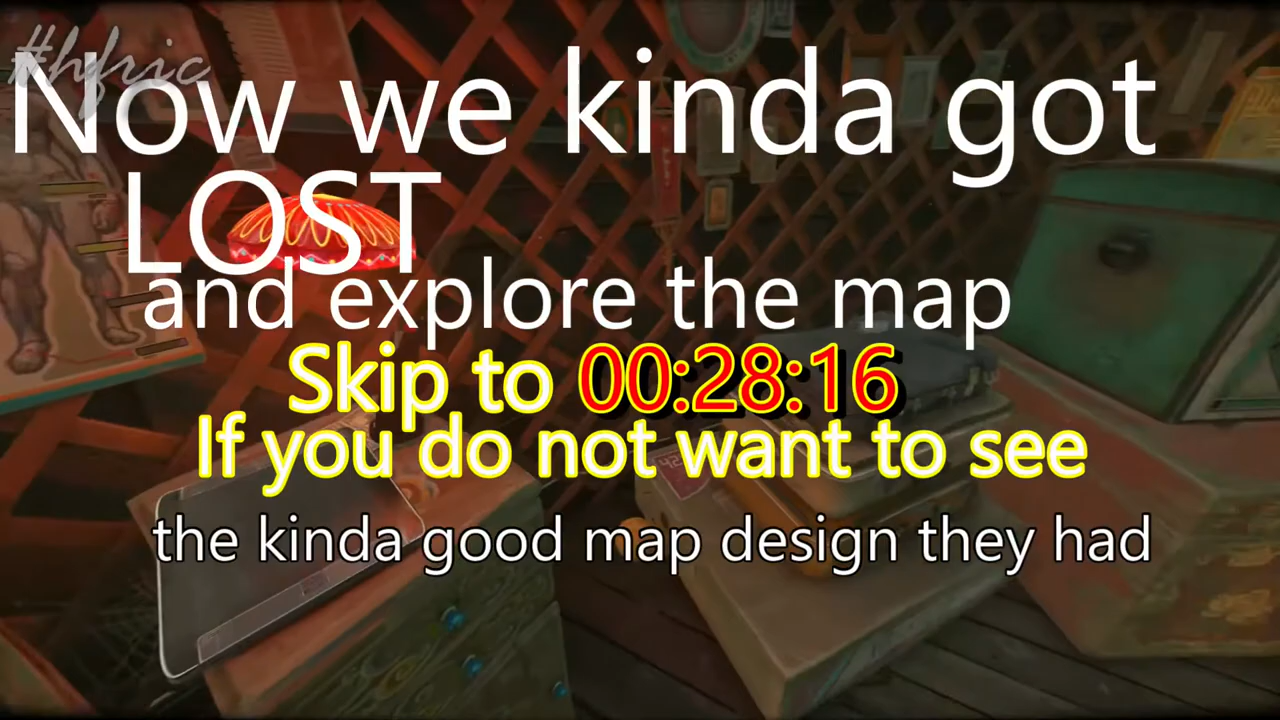 #hfric
Now we kinda got
LOST
and explore the map
Skip to 00:28:16
If you do not want to see
the kinda good map design they had